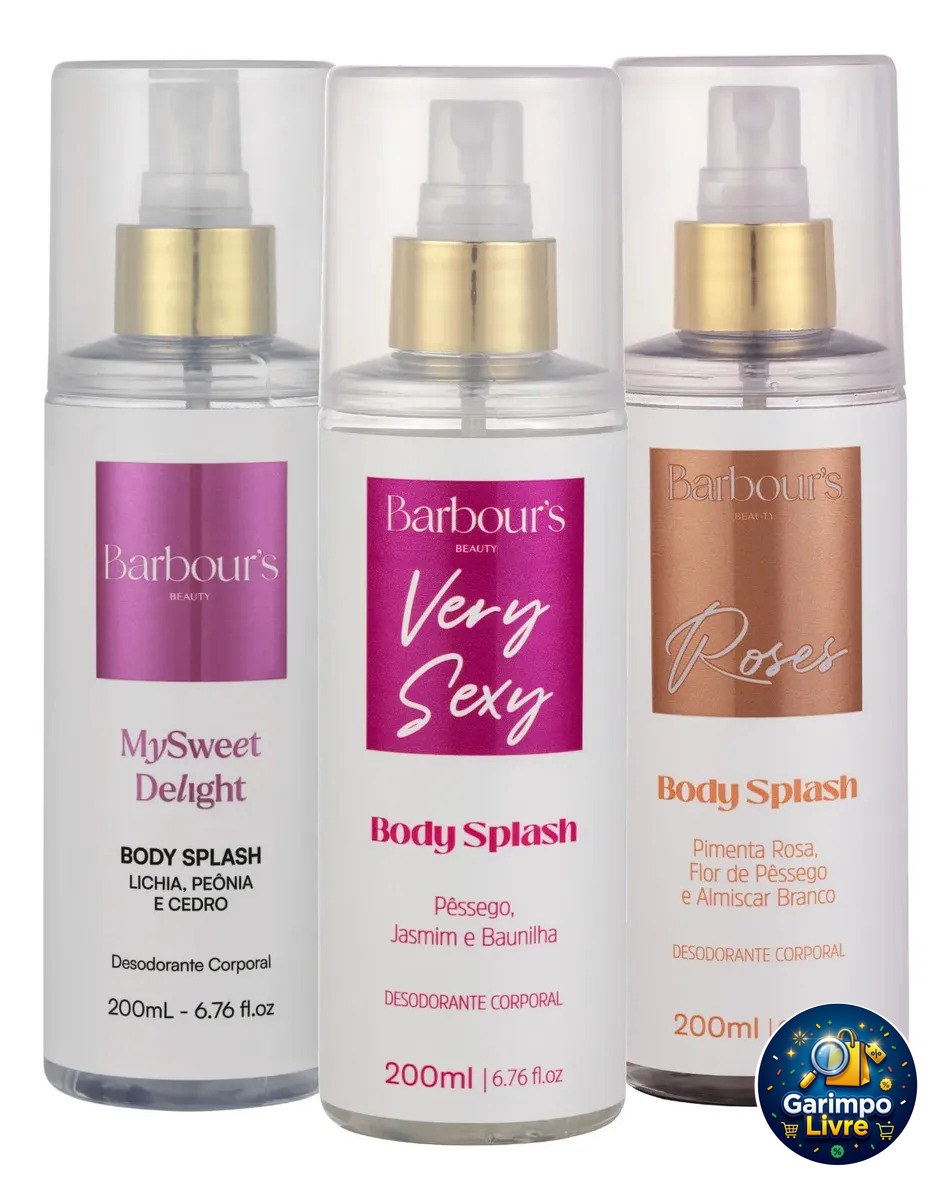 Barbour's
BEAUTY
MySweet
Delight
BODY SPLASH
LICHIA, PEÔNIA
E CEDRO
Desodorante Corporal
200mL - 6.76 fl.oz
Barbour's
BEAUTY
Very
Sexy
Body Splash
Pêssego,
Jasmim e Baunilha
DESODORANTE CORPORAL
200ml | 6.76 fl.oz
Barbour's
BEAUTY
Roses
Body Splash
Pimenta Rosa,
Flor de Pêssego
e Almiscar Branco
DESODORANTE CORPORAL
200ml |
Garimpo
Livre